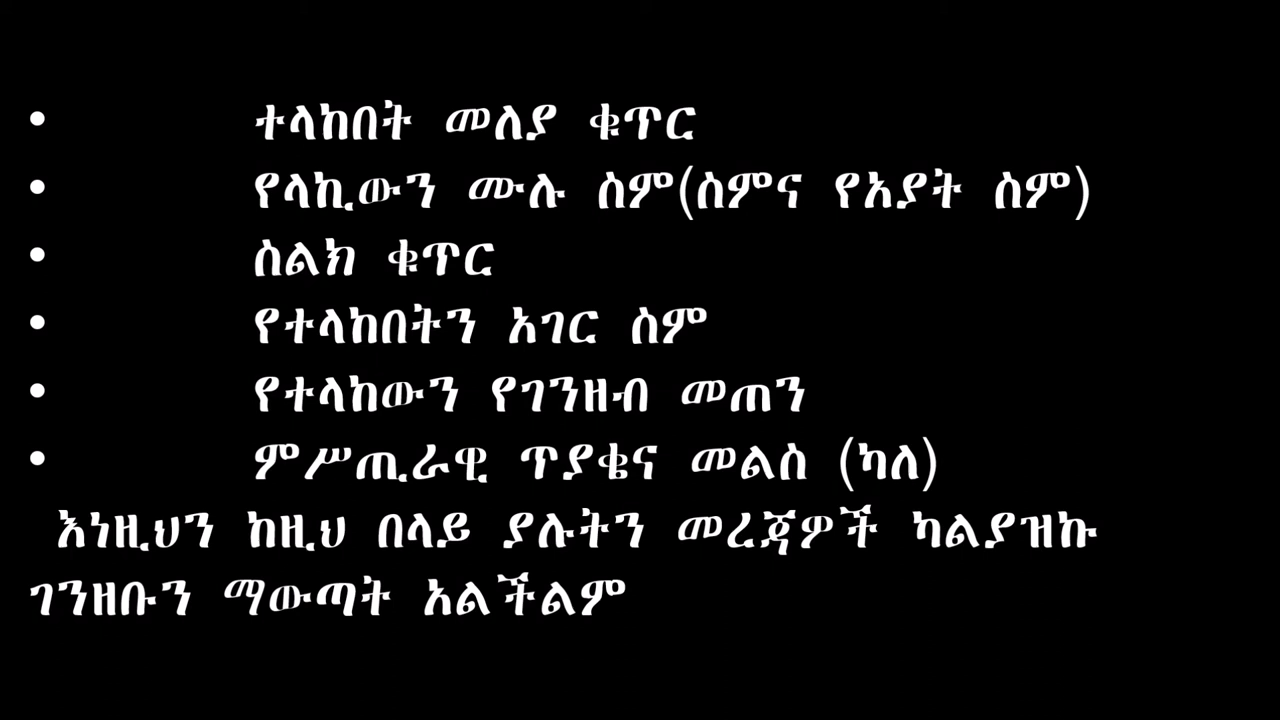 • ተላከበት መለያ ቁጥር
• የላኪውን ሙሉ ስም(ስምና የአያት ስም)
• ስልክ ቁጥር
• የተላከበትን አገር ስም
• የተላከውን የገንዘብ መጠን
• ምሥጢራዊ ጥያቄና መልስ (ካለ)
እነዚህን ከዚህ በላይ ያሉትን መረጃዎች ካልያዝኩ
ገንዘቡን ማውጣት አልችልም